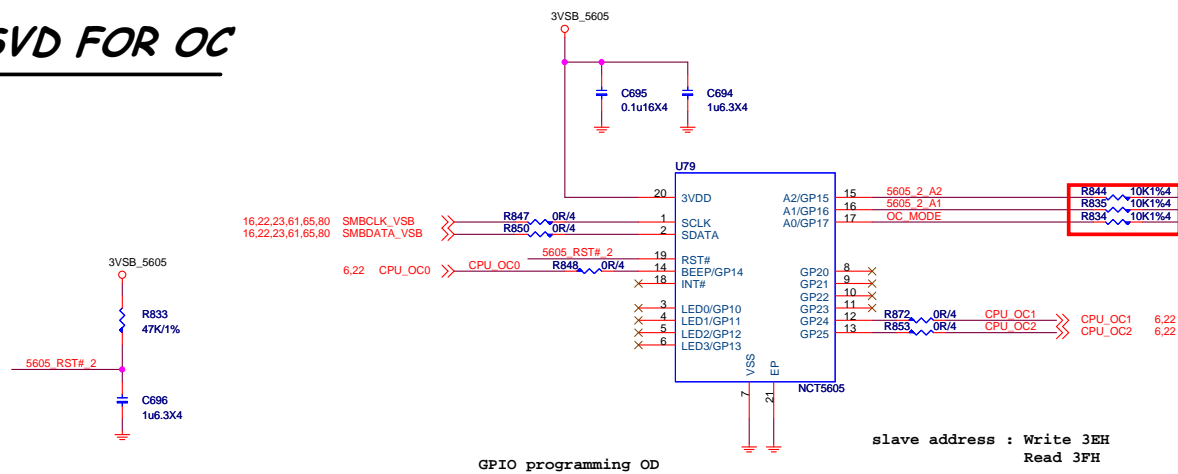 SVD FOR OC
3VSB_5605
C695
0.1u16X4
C694
1u6.3X4
U79
20 3VDD
1 SCLK
2 SDATA
19 RST#
14 BEEP/GP14
18 INT#
3 LED0/GP10
4 LED1/GP11
5 LED2/GP12
6 LED3/GP13
A2/GP15 15 5605_2_A2
A1/GP16 16 5605_2_A1
A0/GP17 17 OC_MODE
R844 10K1%4
R835 10K1%4
R834 10K1%4
16,22,23,61,65,80 SMBCLK_VSB R847 0R/4
16,22,23,61,65,80 SMBDATA_VSB R850 0R/4
5605_RST#_2
6,22 CPU_OC0 CPU_OC0 R848 0R/4
GP20 8
GP21 9
GP22 10
GP23 11
GP24 12 R872 0R/4 CPU_OC1 CPU_OC1 6,22
GP25 13 R853 0R/4 CPU_OC2 CPU_OC2 6,22
VSS 7
EP 21
NCT5605
3VSB_5605
R833
47K/1%
5605_RST#_2
C696
1u6.3X4
slave address : Write 3EH
Read 3FH
GPIO programming OD